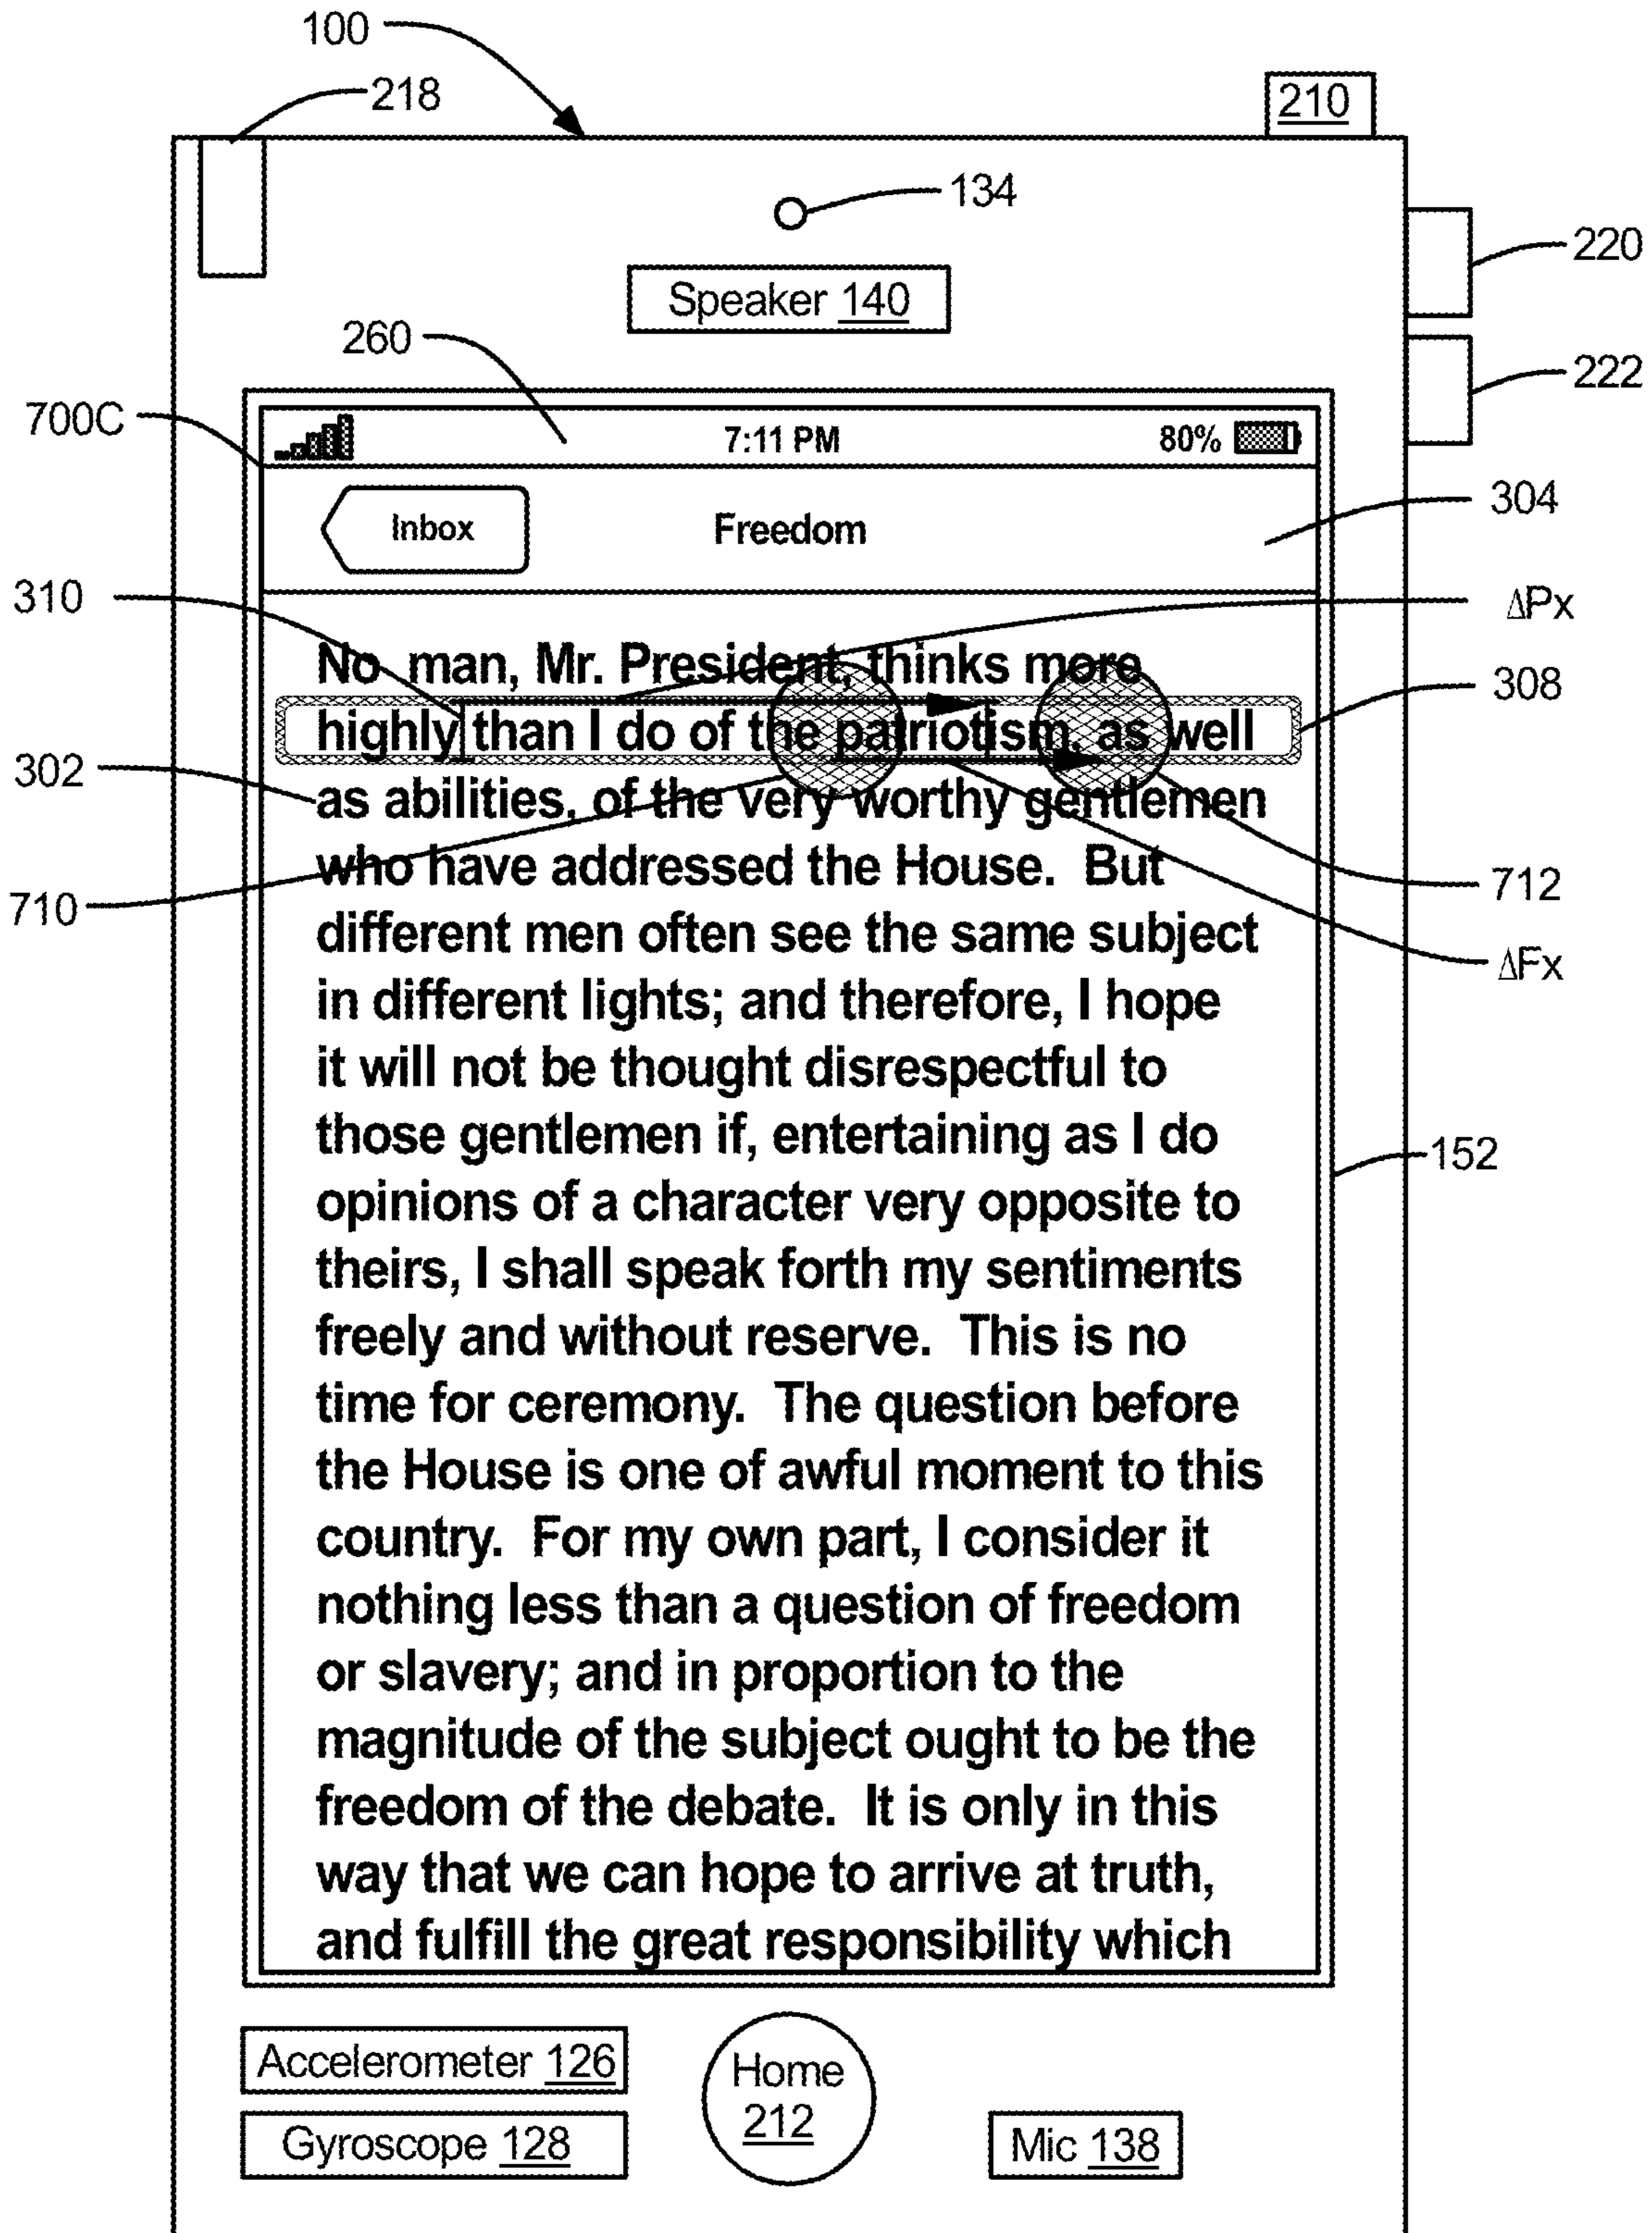 100
218
210
134
220
Speaker 140
260
222
700C
7:11 PM
80%
304
Inbox
Freedom
310
ΔPx
No man, Mr. President, thinks more
308
highly than I do of the patriotism, as well
302
as abilities, of the very worthy gentlemen
who have addressed the House. But
712
710
different men often see the same subject
ΔFx
in different lights; and therefore, I hope
it will not be thought disrespectful to
those gentlemen if, entertaining as I do
152
opinions of a character very opposite to
theirs, I shall speak forth my sentiments
freely and without reserve. This is no
time for ceremony. The question before
the House is one of awful moment to this
country. For my own part, I consider it
nothing less than a question of freedom
or slavery; and in proportion to the
magnitude of the subject ought to be the
freedom of the debate. It is only in this
way that we can hope to arrive at truth,
and fulfill the great responsibility which
Accelerometer 126
Home
212
Gyroscope 128
Mic 138